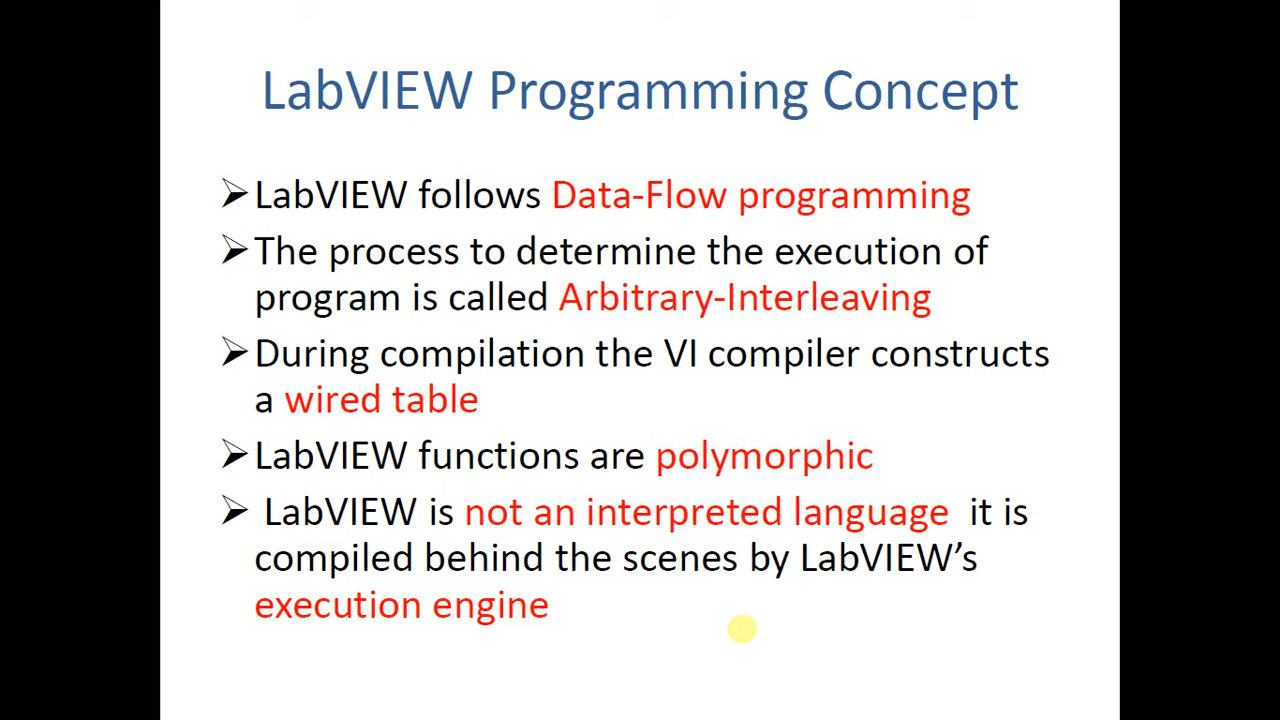 LabVIEW Programming Concept
➢LabVIEW follows Data-Flow programming
➢The process to determine the execution of
program is called Arbitrary-Interleaving
➢During compilation the VI compiler constructs
a wired table
➢LabVIEW functions are polymorphic
➢ LabVIEW is not an interpreted language it is
compiled behind the scenes by LabVIEW’s
execution engine